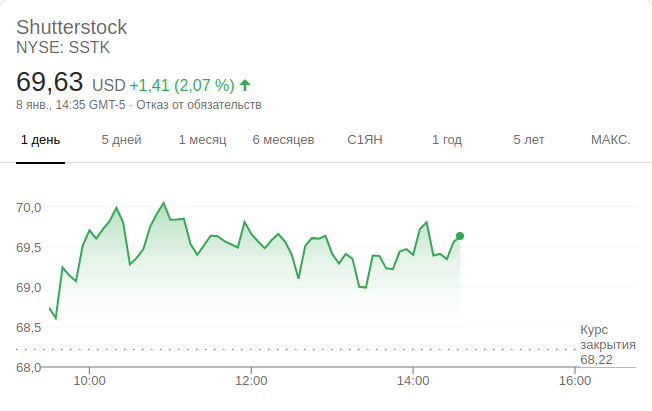 Shutterstock
NYSE: SSTK
69,63 USD +1,41 (2,07 %)
8 янв., 14:35 GMT-5 · Отказ от обязательств
1 день 5 дней 1 месяц 6 месяцев С1ЯН 1 год 5 лет МАКС.
70,0
69,5
69,0
68,5
Курс
закрытия
68,22
68,0
10:00 12:00 14:00 16:00